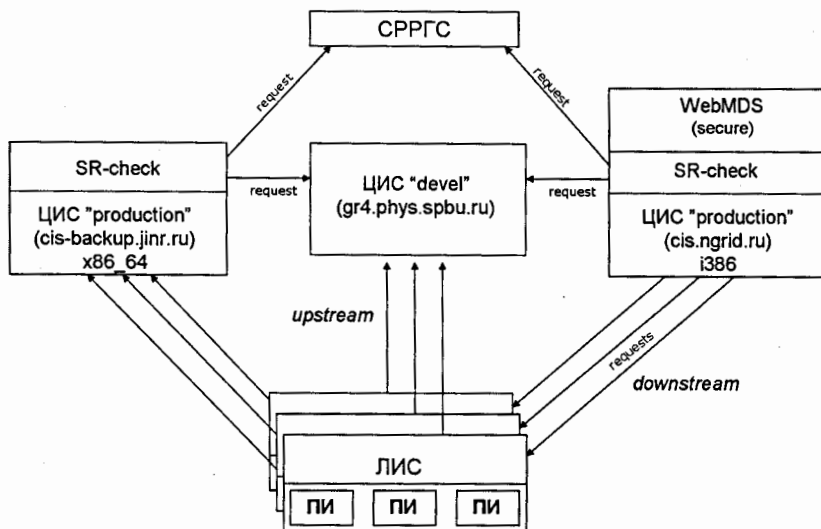 СРРГС
request
request
WebMDS
(secure)
SR-check
SR-check
ЦИС "devel"
(gr4.phys.spbu.ru)
request
request
ЦИС "production"
(cis-backup.jinr.ru)
x86_64
ЦИС "production"
(cis.ngrid.ru)
i386
upstream
requests
downstream
ЛИС
ПИ
ПИ
ПИ